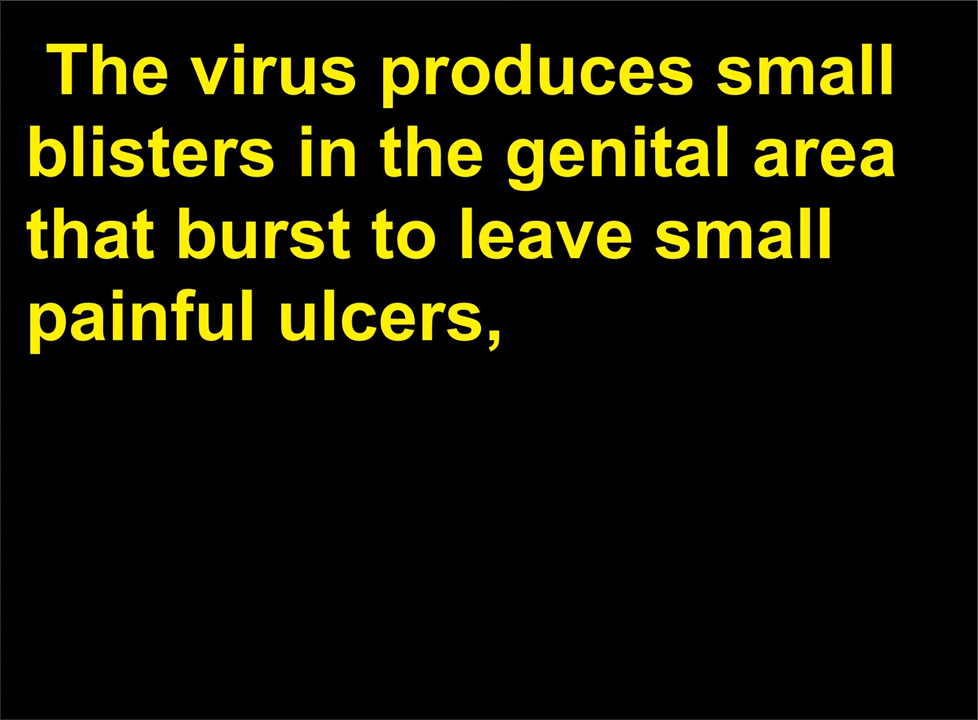 The virus produces small
blisters in the genital area
that burst to leave small
painful ulcers,